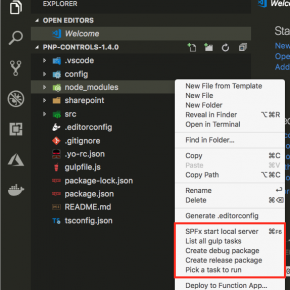 EXPLORER
OPEN EDITORS
Welcome
PNP-CONTROLS-1.4.0
.vscode
config
node_modules
sharepoint
src
.editorconfig
.gitignore
.yo-rc.json
gulpfile.js
package-lock.json
package.json
README.md
tsconfig.json
New File from Template
New File
New Folder
Reveal in Finder ⌥⌘R
Open in Terminal
Find in Folder...
Copy ⌘C
Paste ⌘V
Copy Path ⌥⌘C
Rename ↩
Delete ⌘⌫
Generate .editorconfig
SPFx start local server ⌘F6
List all gulp tasks
Create debug package
Create release package
Pick a task to run
Deploy to Function App...
Welcome
Sta
New
Open
Add